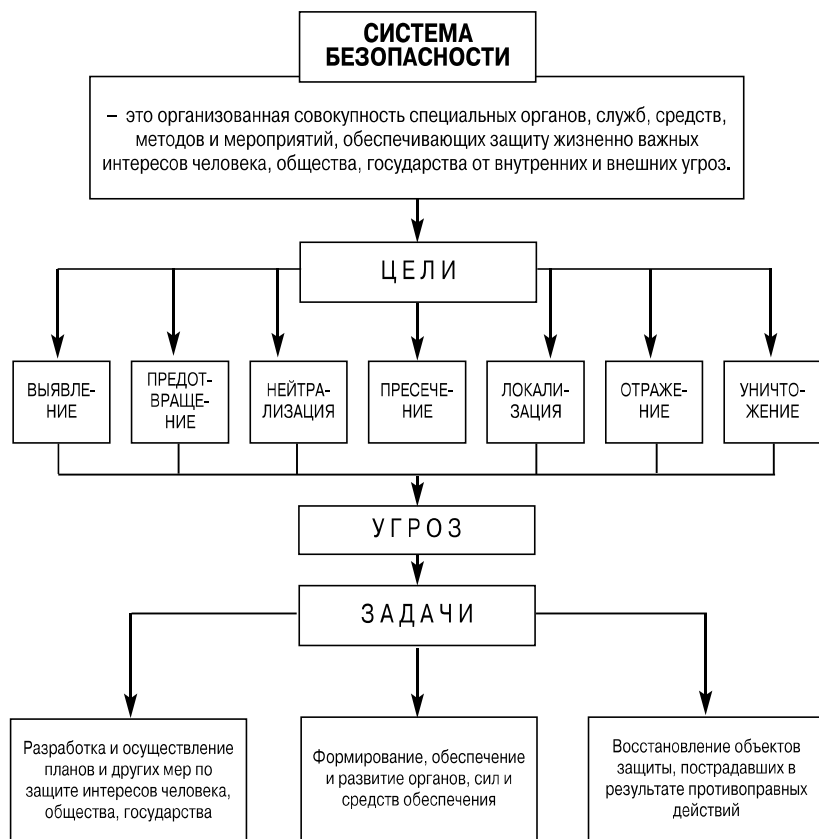 СИСТЕМА
БЕЗОПАСНОСТИ
– это организованная совокупность специальных органов, служб, средств,
методов и мероприятий, обеспечивающих защиту жизненно важных
интересов человека, общества, государства от внутренних и внешних угроз.
ЦЕЛИ
ВЫЯВЛЕ-
НИЕ
ПРЕДОТ-
ВРАЩЕ-
НИЕ
НЕЙТРА-
ЛИЗАЦИЯ
ПРЕСЕЧЕ-
НИЕ
ЛОКАЛИ-
ЗАЦИЯ
ОТРАЖЕ-
НИЕ
УНИЧТО-
ЖЕНИЕ
УГРОЗ
ЗАДАЧИ
Разработка и осуществление
планов и других мер по
защите интересов человека,
общества, государства
Формирование, обеспечение
и развитие органов, сил и
средств обеспечения
Восстановление объектов
защиты, пострадавших в
результате противоправных
действий